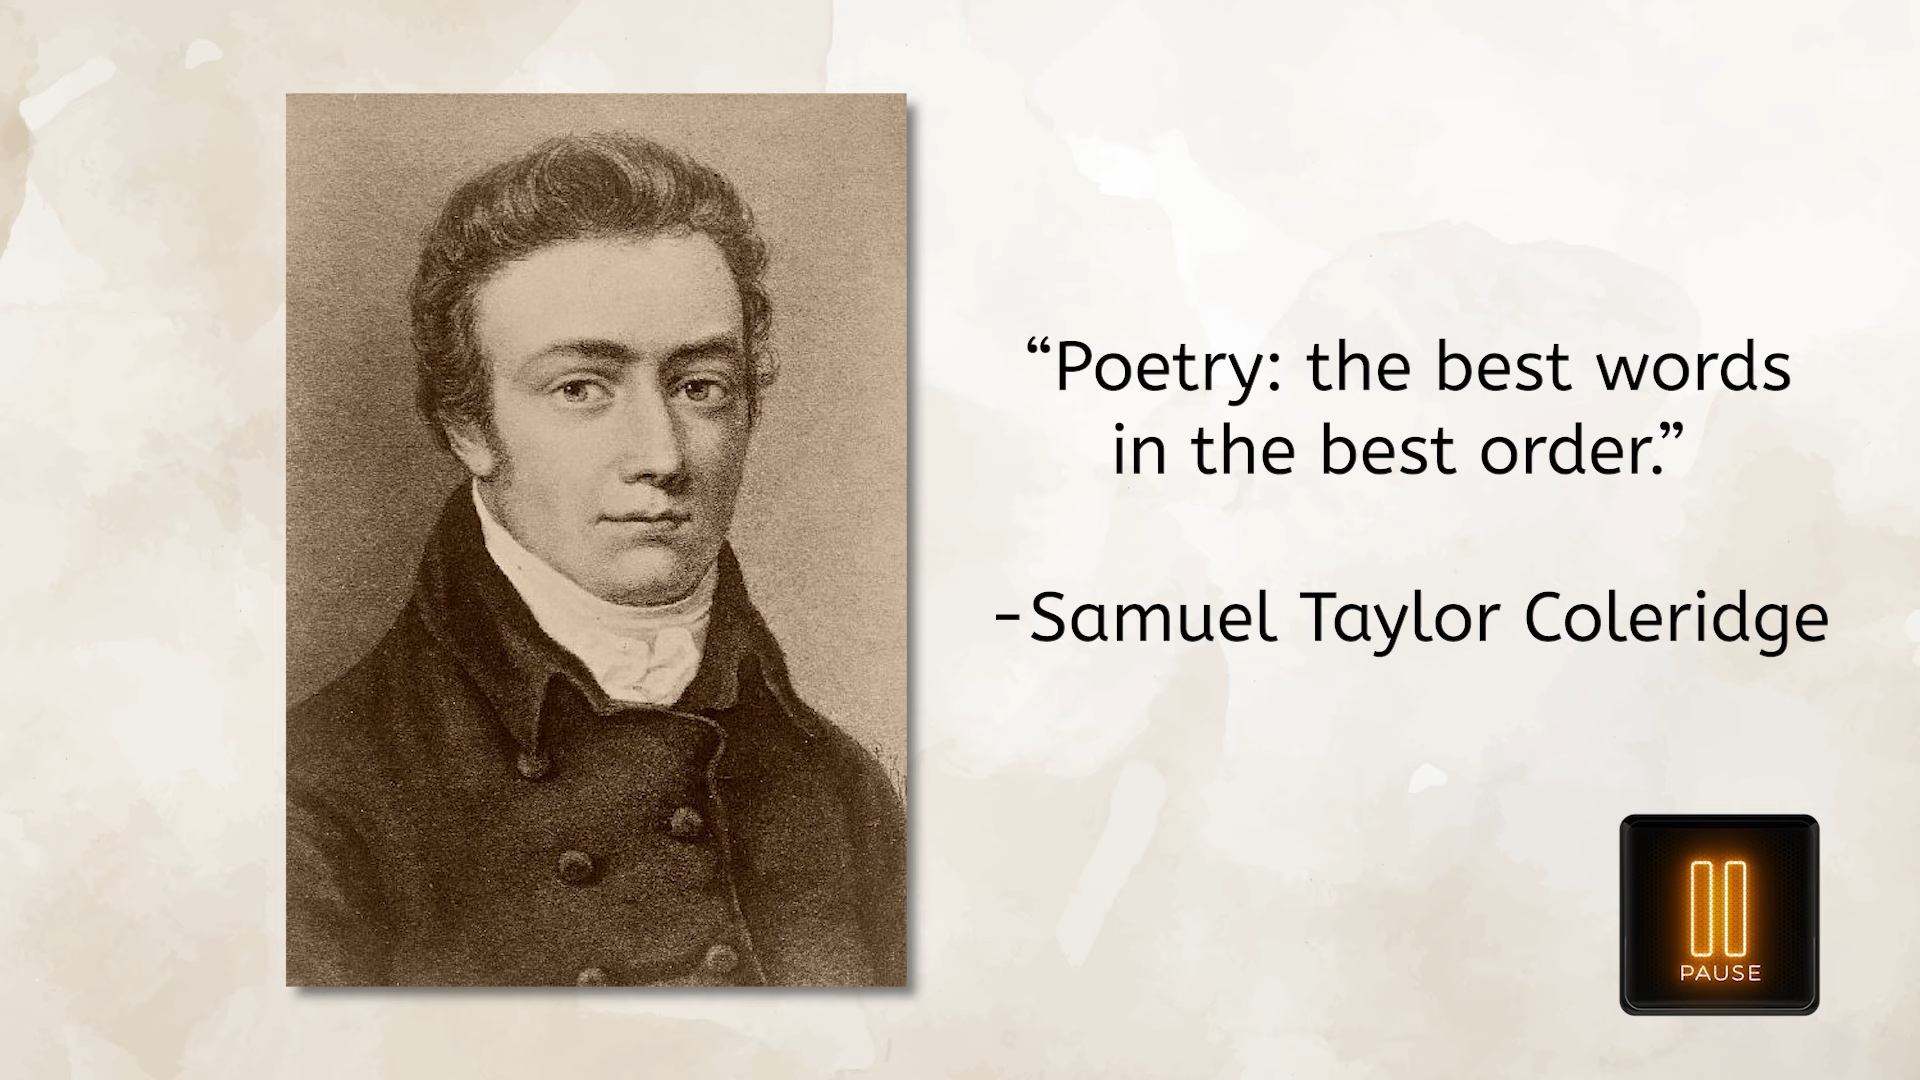 “Poetry: the best words
in the best order.”
-Samuel Taylor Coleridge
PAUSE